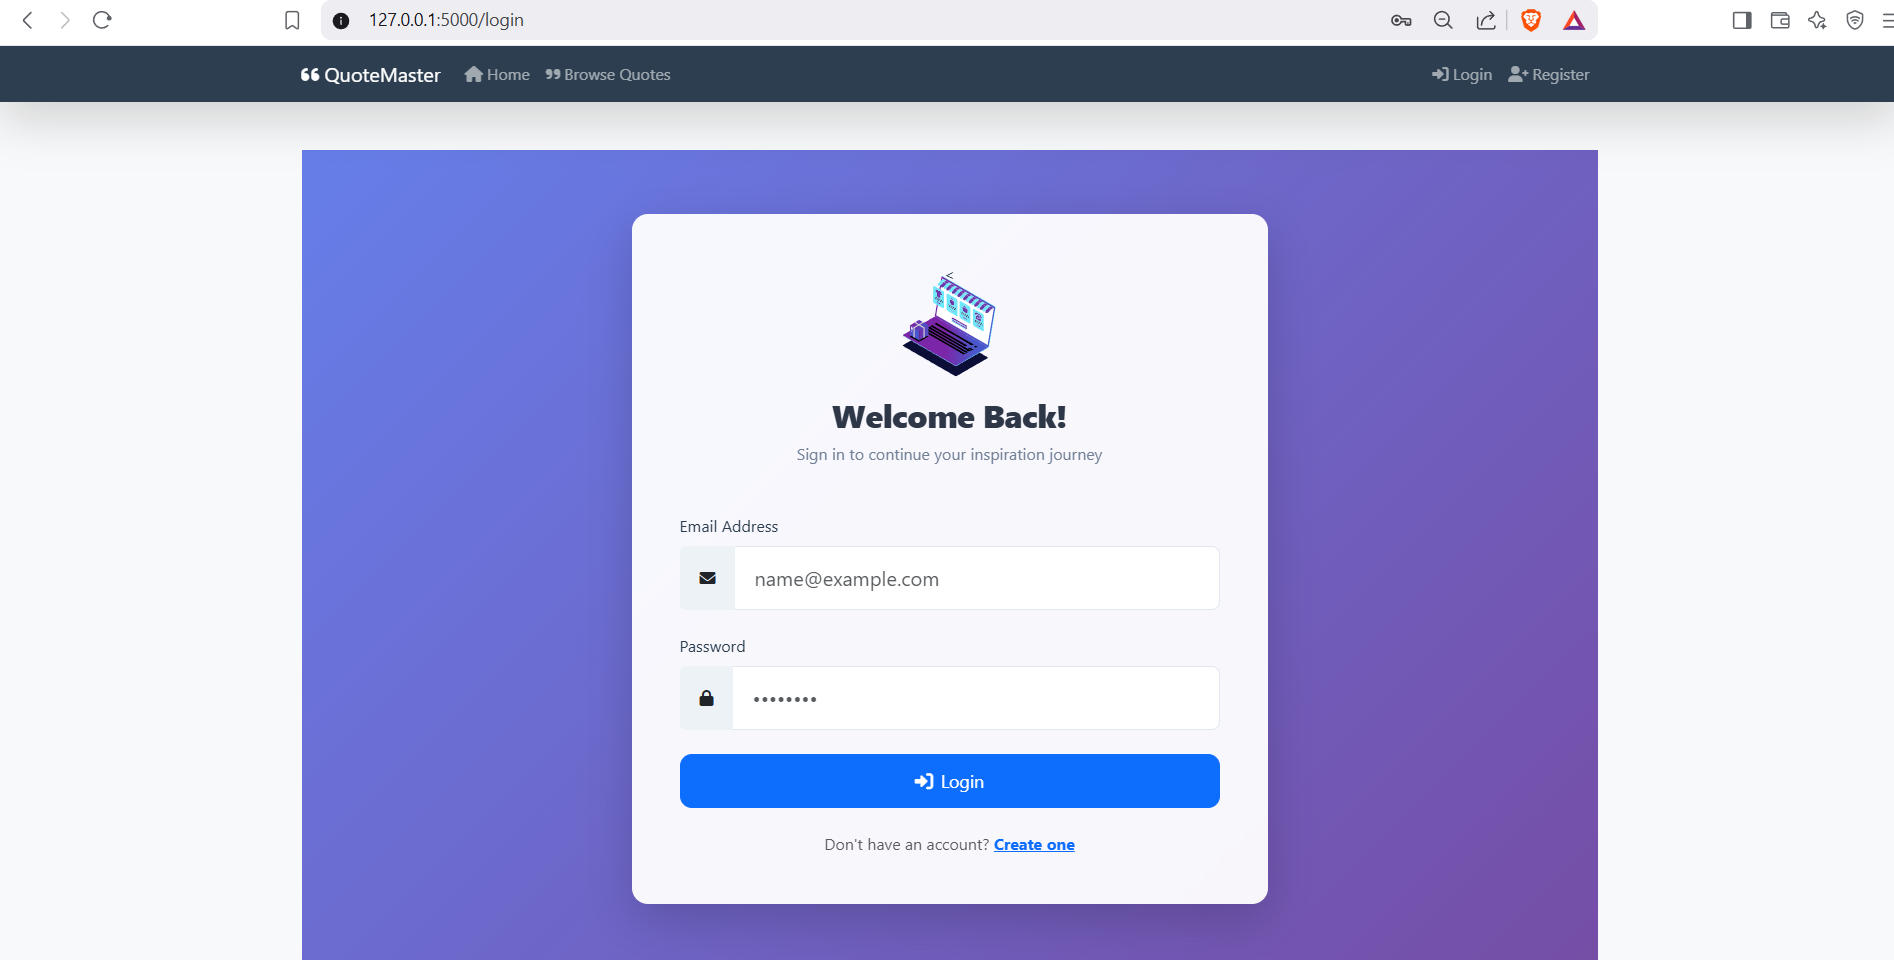 127.0.0.1:5000/login
QuoteMaster Home Browse Quotes Login Register
Welcome Back!
Sign in to continue your inspiration journey
Email Address
name@example.com
Password
••••••••
Login
Don't have an account? Create one